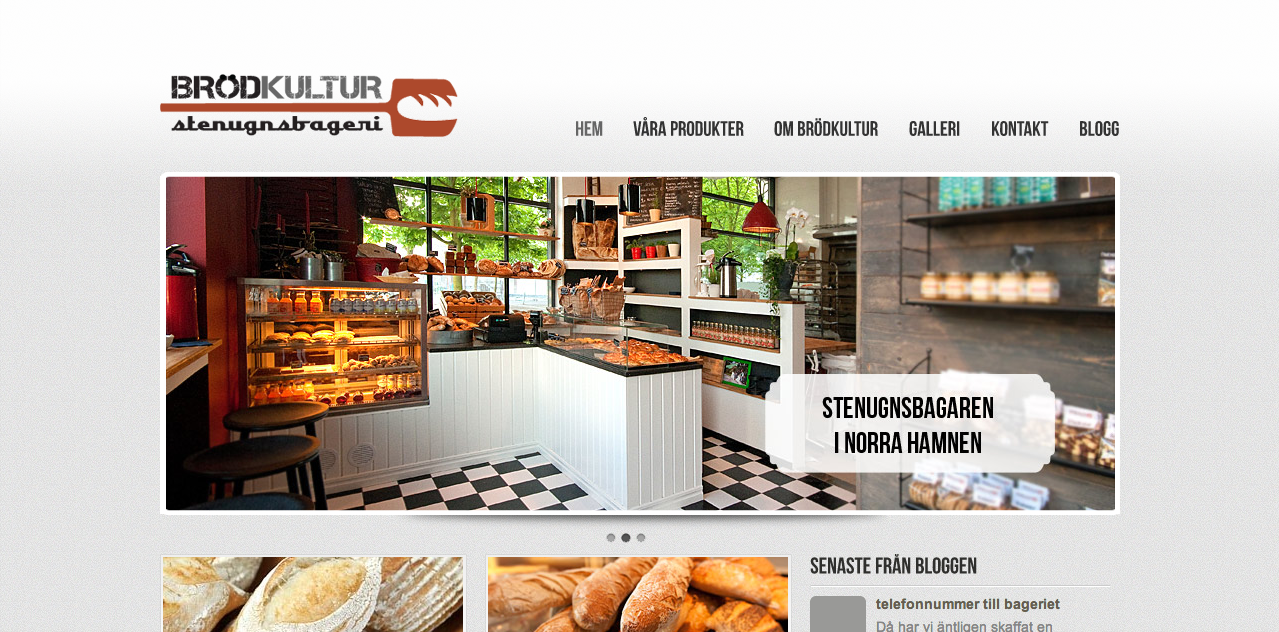 BRÖDKULTUR
stenugnsbageri
HEM VÅRA PRODUKTER OM BRÖDKULTUR GALLERI KONTAKT BLOGG
STENUGNSBAGAREN
I NORRA HAMNEN
SENASTE FRÅN BLOGGEN
telefonnummer till bageriet
Då har vi äntligen skaffat en